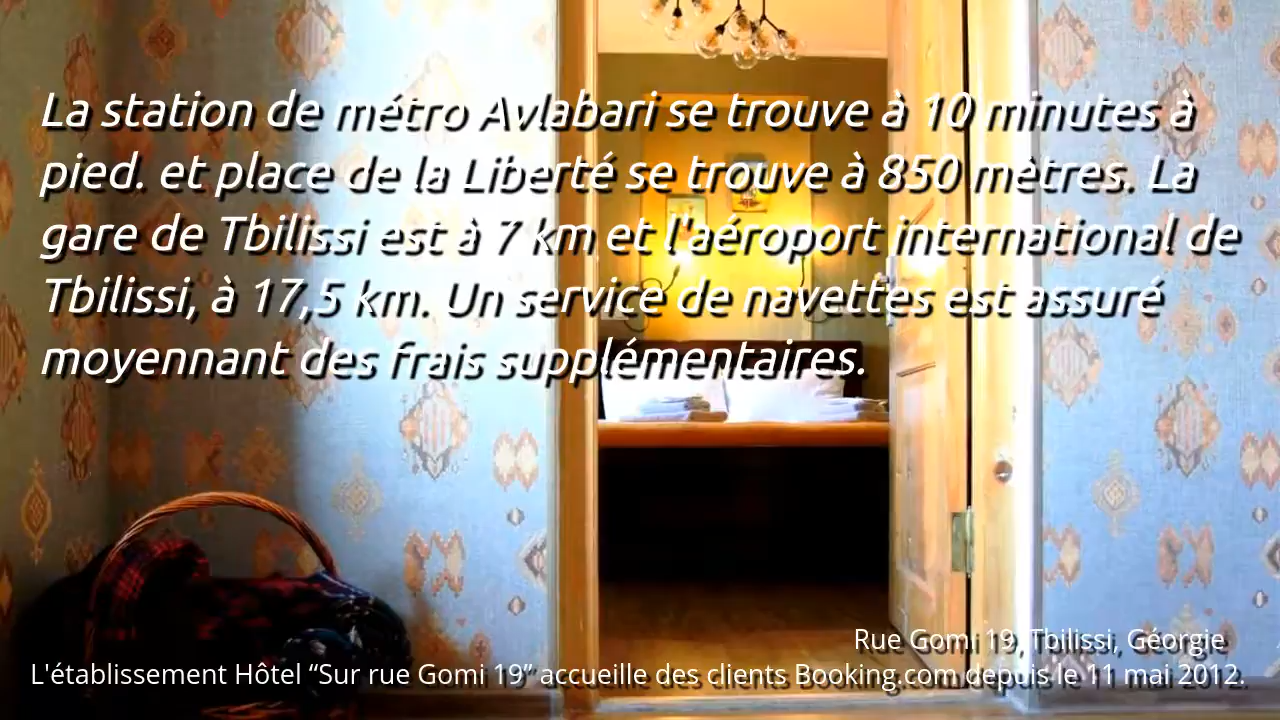 La station de métro Avlabari se trouve à 10 minutes à
pied. et place de la Liberté se trouve à 850 mètres. La
gare de Tbilissi est à 7 km et l'aéroport international de
Tbilissi, à 17,5 km. Un service de navettes est assuré
moyennant des frais supplémentaires.
Rue Gomi 19, Tbilissi, Géorgie
L'établissement Hôtel “Sur rue Gomi 19” accueille des clients Booking.com depuis le 11 mai 2012.